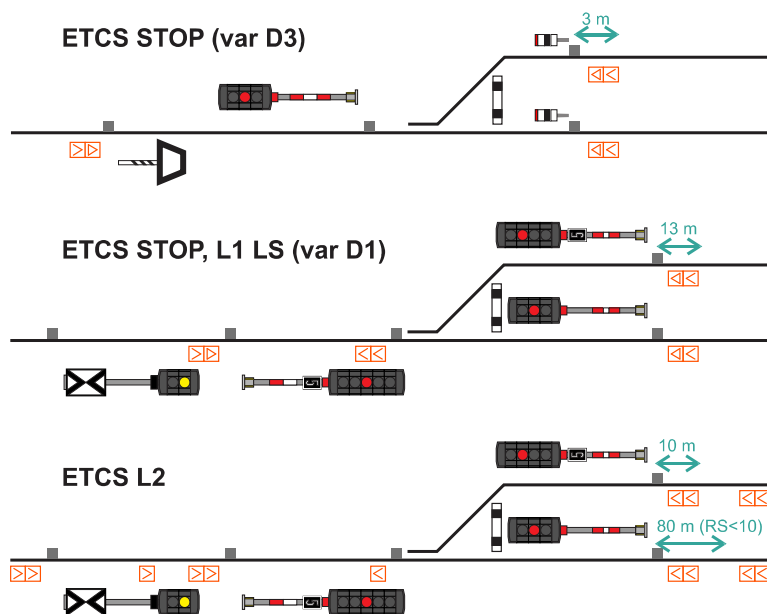 ETCS STOP (var D3)
3 m
ETCS STOP, L1 LS (var D1)
5
13 m
5
ETCS L2
5
10 m
80 m (RS<10)
5